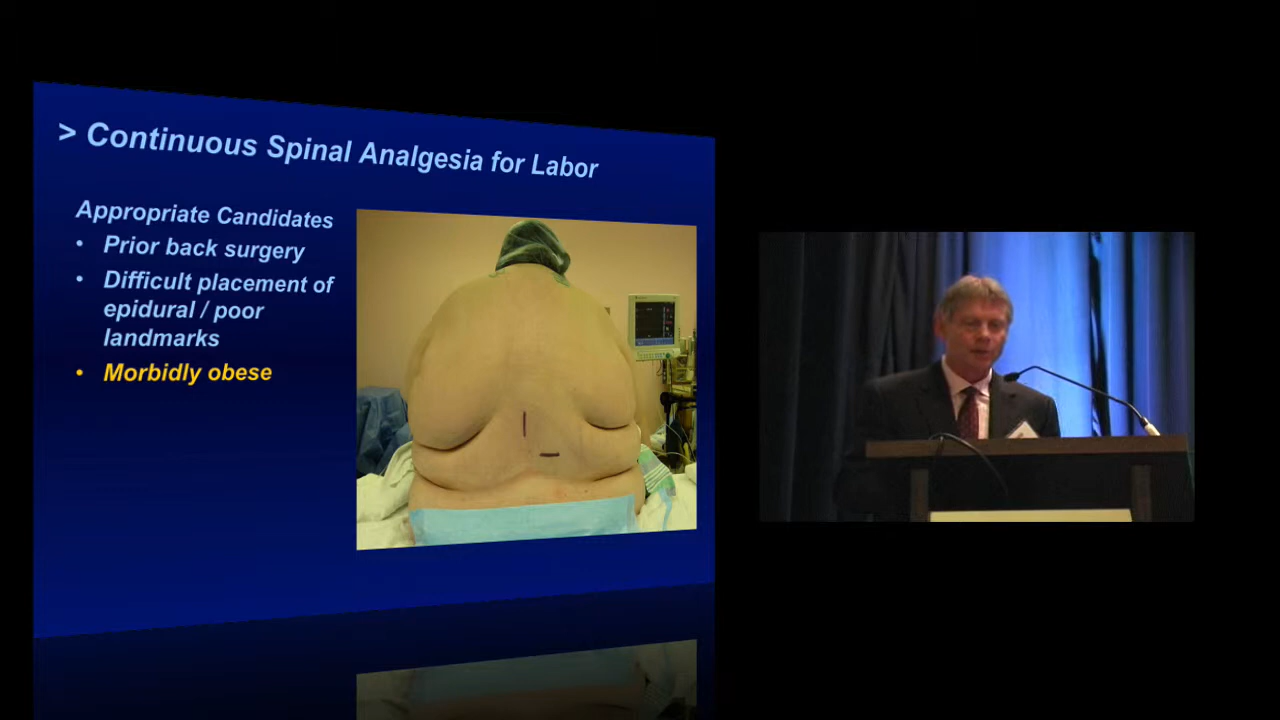 > Continuous Spinal Analgesia for Labor
Appropriate Candidates
• Prior back surgery
• Difficult placement of
epidural / poor
landmarks
• Morbidly obese